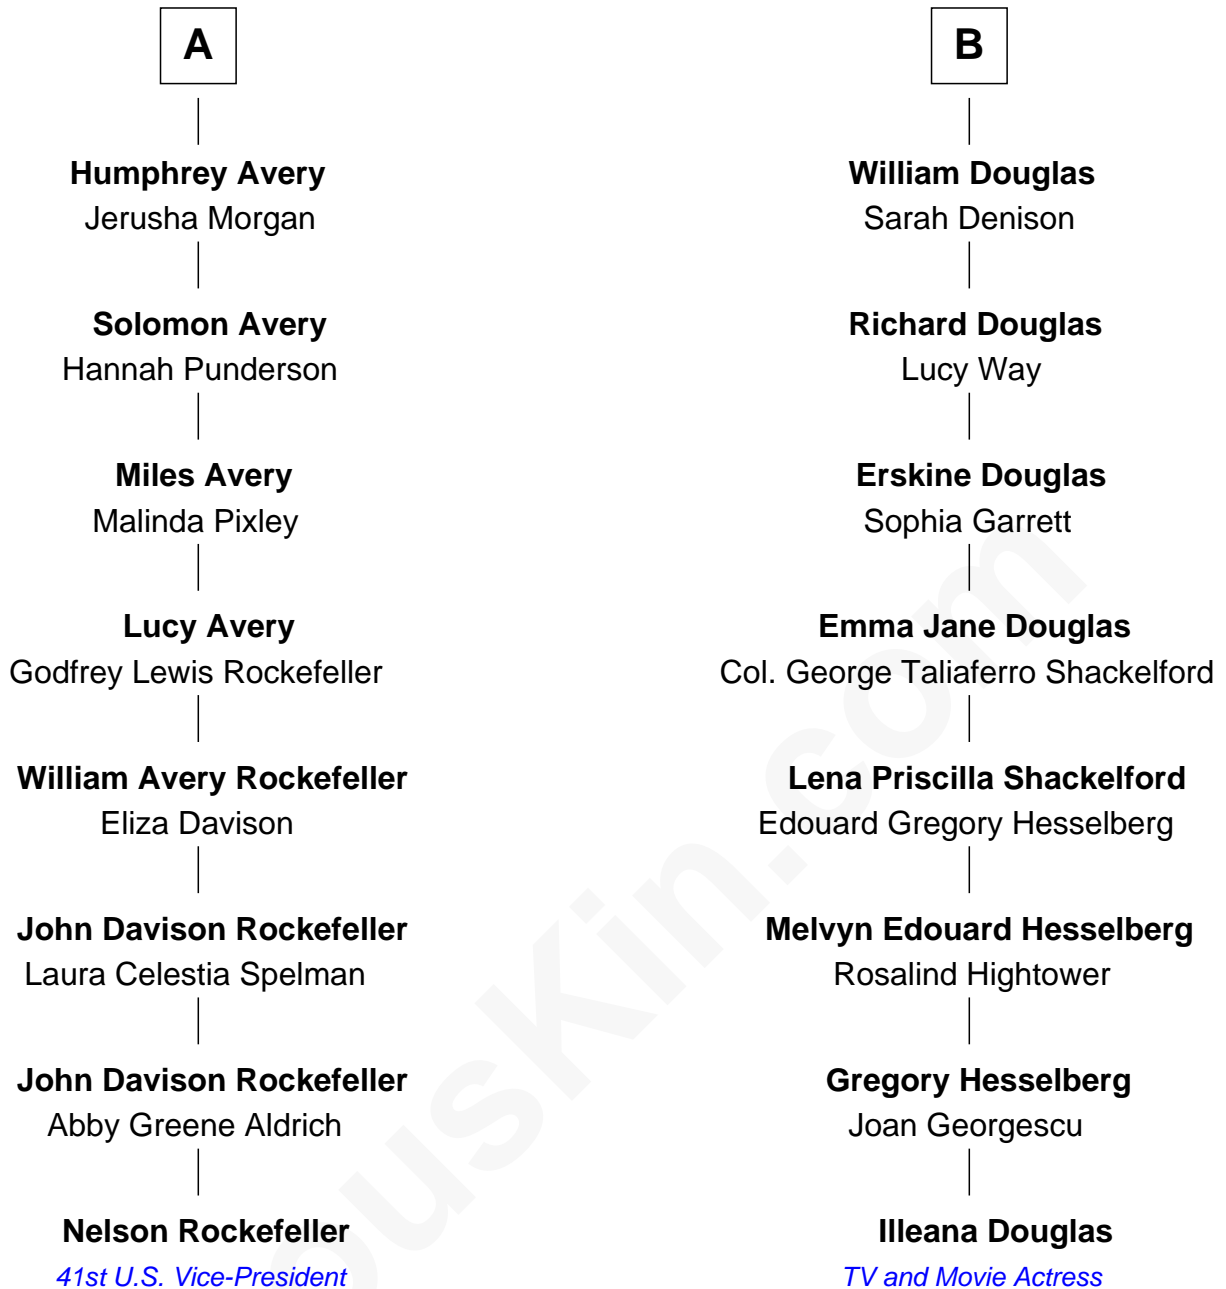 A
Humphrey Avery
Jerusha Morgan
Solomon Avery
Hannah Punderson
Miles Avery
Malinda Pixley
Lucy Avery
Godfrey Lewis Rockefeller
William Avery Rockefeller
Eliza Davison
John Davison Rockefeller
Laura Celestia Spelman
John Davison Rockefeller
Abby Greene Aldrich
Nelson Rockefeller
41st U.S. Vice-President
B
William Douglas
Sarah Denison
Richard Douglas
Lucy Way
Erskine Douglas
Sophia Garrett
Emma Jane Douglas
Col. George Taliaferro Shackelford
Lena Priscilla Shackelford
Edouard Gregory Hesselberg
Melvyn Edouard Hesselberg
Rosalind Hightower
Gregory Hesselberg
Joan Georgescu
Illeana Douglas
TV and Movie Actress